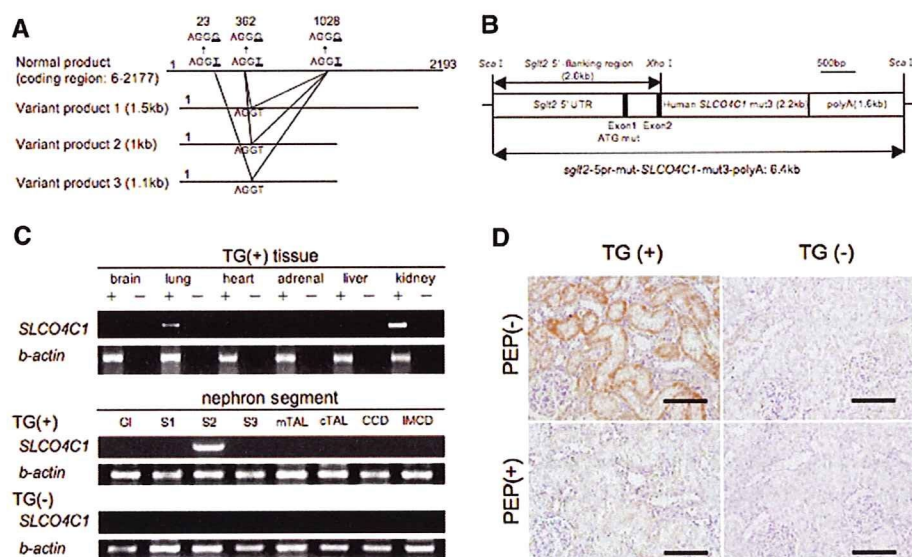 A
23 362 1028
AGGG AGGG AGGG
↑ ↑ ↑
AGGT AGGT AGGT
Normal product
(coding region: 6-2177)
1 2193
Variant product 1 (1.5kb)
1
AGGT
Variant product 2 (1kb)
1
AGGT
Variant product 3 (1.1kb)
1
AGGT
B
Sca I Sglt2 5'-flanking region Xho I 500bp Sca I
(2.6kb)
Sglt2 5' UTR Human SLCO4C1 mut3 (2.2kb) polyA (1.6kb)
Exon1 Exon2
ATG mut
sglt2-5pr-mut-SLCO4C1-mut3-polyA: 6.4kb
C
TG(+) tissue
brain lung heart adrenal liver kidney
+ − + − + − + − + − + −
SLCO4C1
b-actin
nephron segment
TG(+) Gl S1 S2 S3 mTAL cTAL CCD IMCD
SLCO4C1
b-actin
TG(-)
SLCO4C1
b-actin
D
TG (+) TG (-)
PEP(-)
PEP(+)